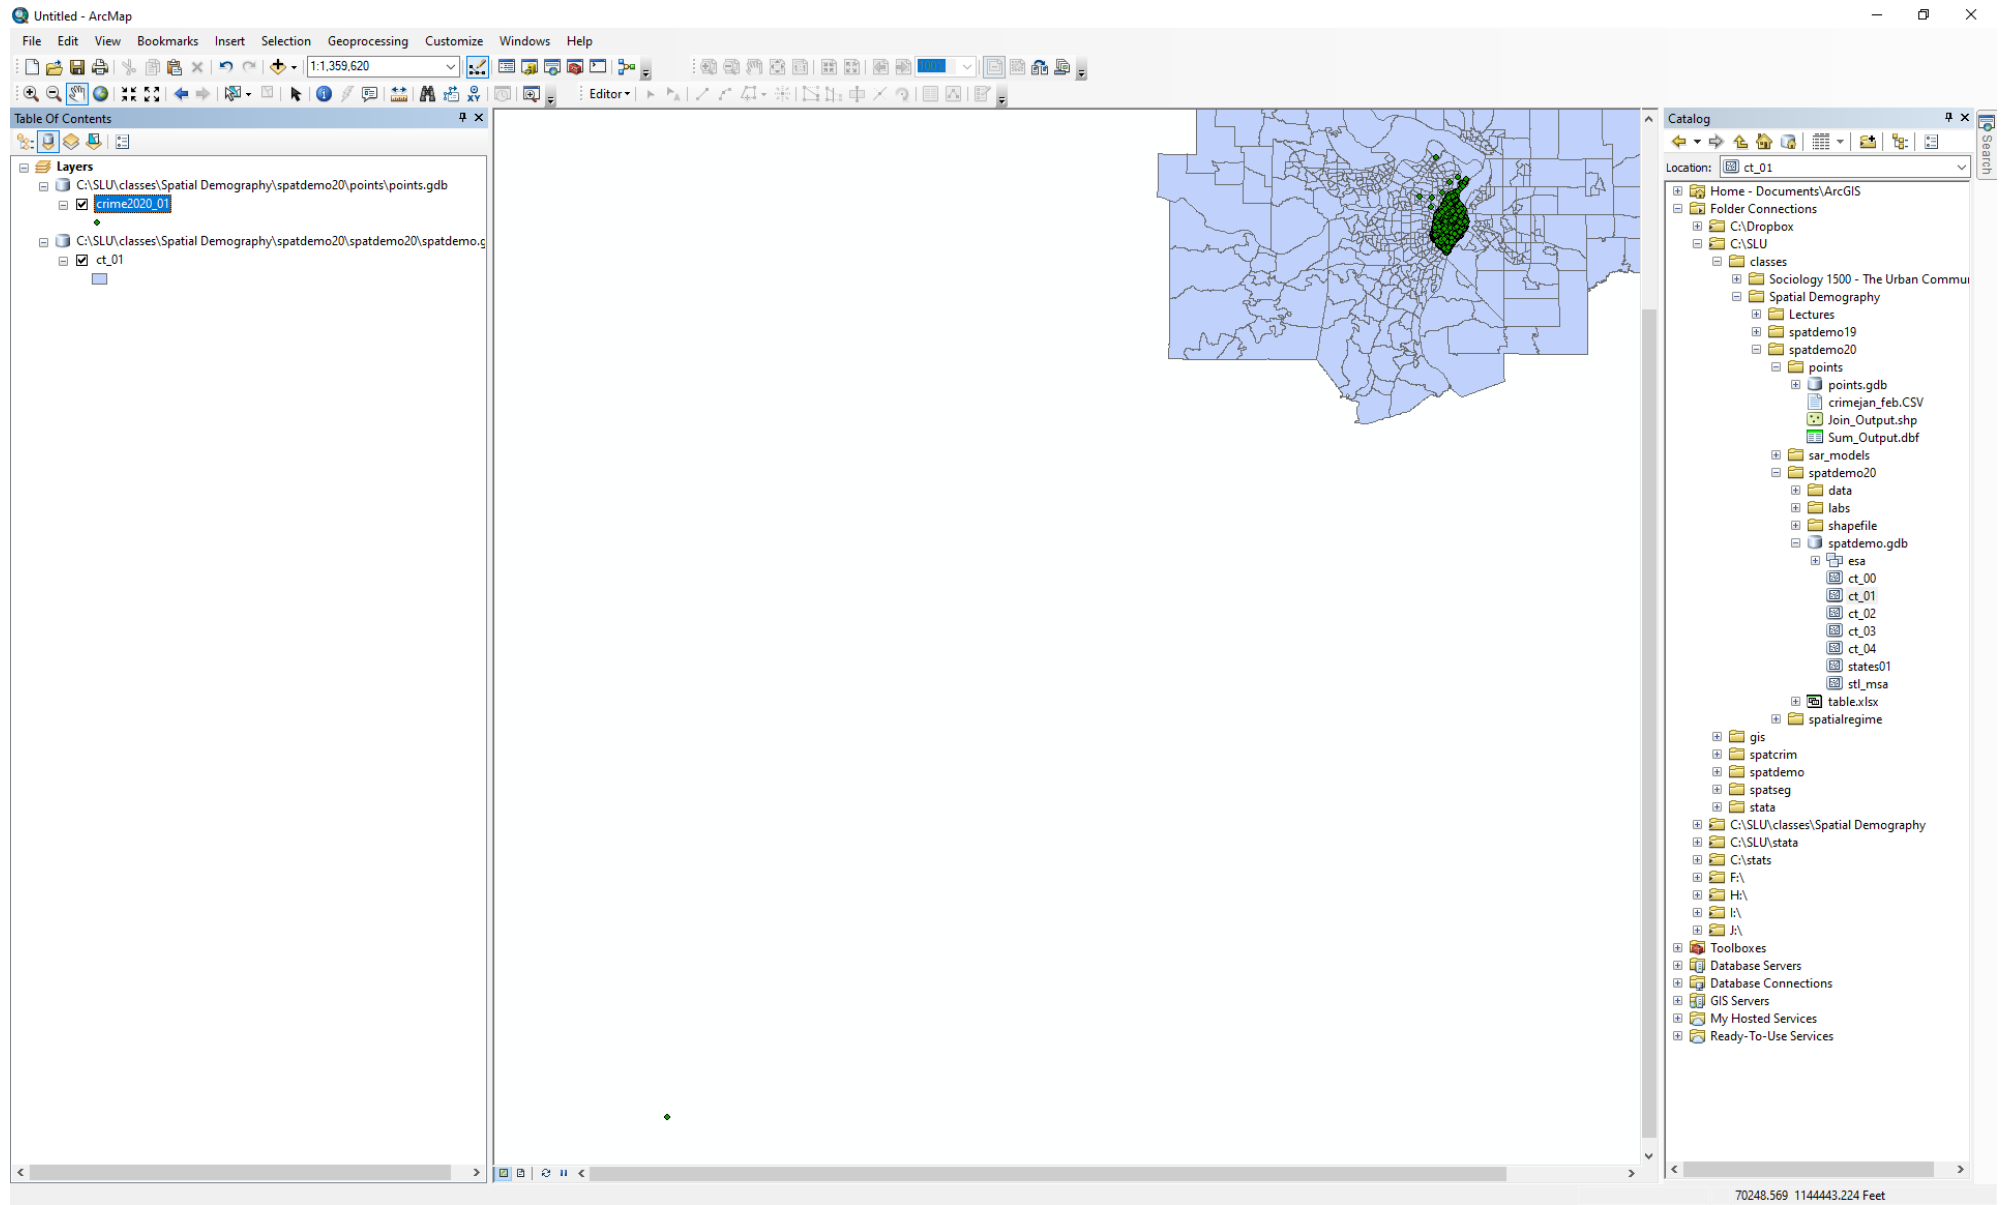 Untitled - ArcMap
File Edit View Bookmarks Insert Selection Geoprocessing Customize Windows Help
1:1,359,620
100%
Editor
Table Of Contents
Layers
C:\SLU\classes\Spatial Demography\spatdemo20\points\points.gdb
crime2020_01
C:\SLU\classes\Spatial Demography\spatdemo20\spatdemo20\spatdemo.g
ct_01
Catalog
Location: ct_01
Home - Documents\ArcGIS
Folder Connections
C:\Dropbox
C:\SLU
classes
Sociology 1500 - The Urban Commu
Spatial Demography
Lectures
spatdemo19
spatdemo20
points
points.gdb
crimejan_feb.CSV
Join_Output.shp
Sum_Output.dbf
sar_models
spatdemo20
data
labs
shapefile
spatdemo.gdb
esa
ct_00
ct_01
ct_02
ct_03
ct_04
states01
stl_msa
table.xlsx
spatialregime
gis
spatcrim
spatdemo
spatseg
stata
C:\SLU\classes\Spatial Demography
C:\SLU\stata
C:\stats
F:\
H:\
I:\
J:\
Toolboxes
Database Servers
Database Connections
GIS Servers
My Hosted Services
Ready-To-Use Services
Search
70248.569 1144443.224 Feet